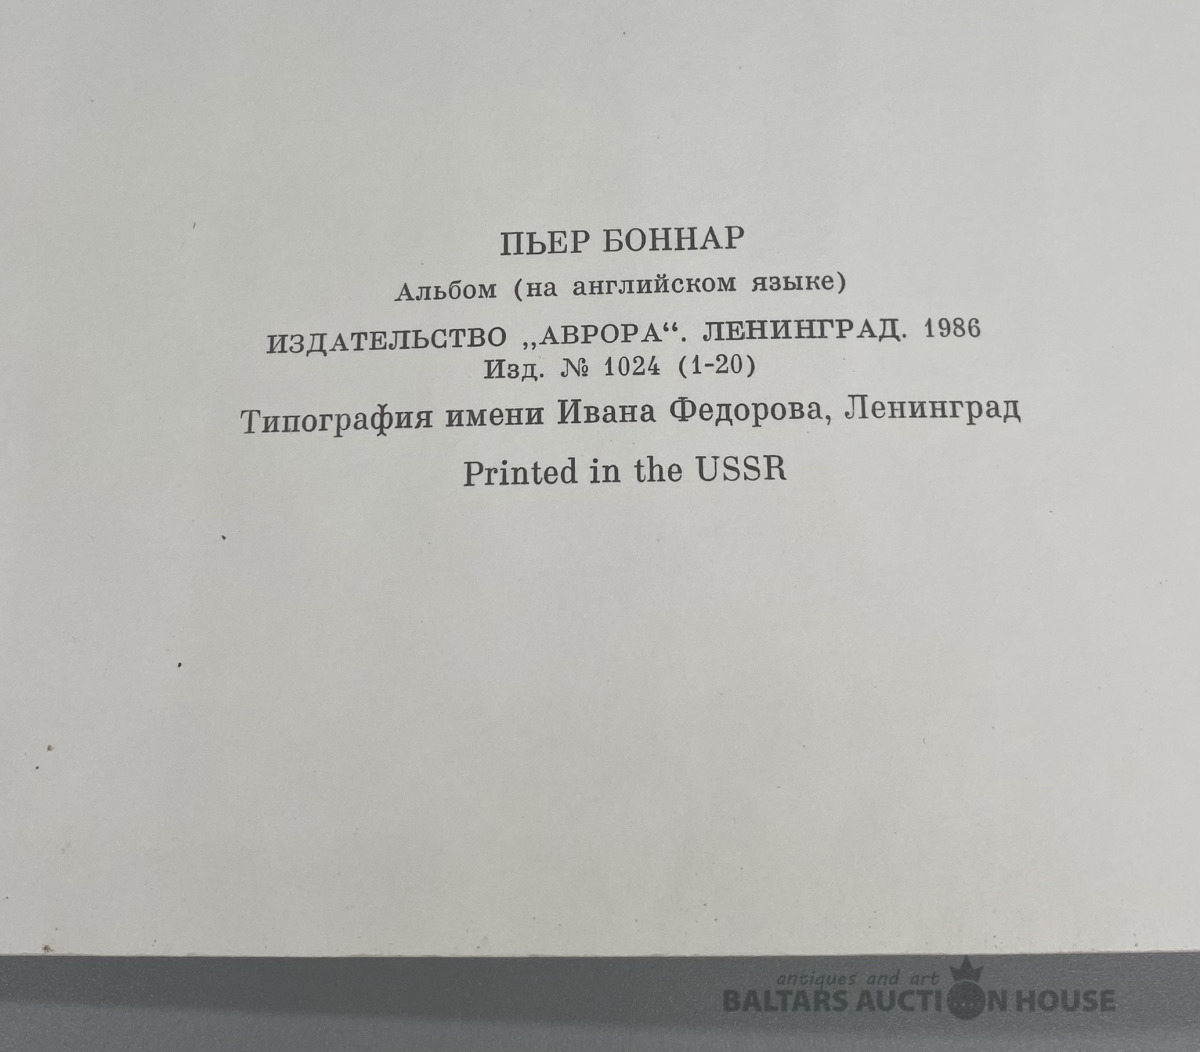 ПЬЕР БОННАР
Альбом (на английском языке)
ИЗДАТЕЛЬСТВО „АВРОРА“. ЛЕНИНГРАД. 1986
Изд. № 1024 (1-20)
Типография имени Ивана Федорова, Ленинград
Printed in the USSR
antiques and art
BALTARS AUCTION HOUSE